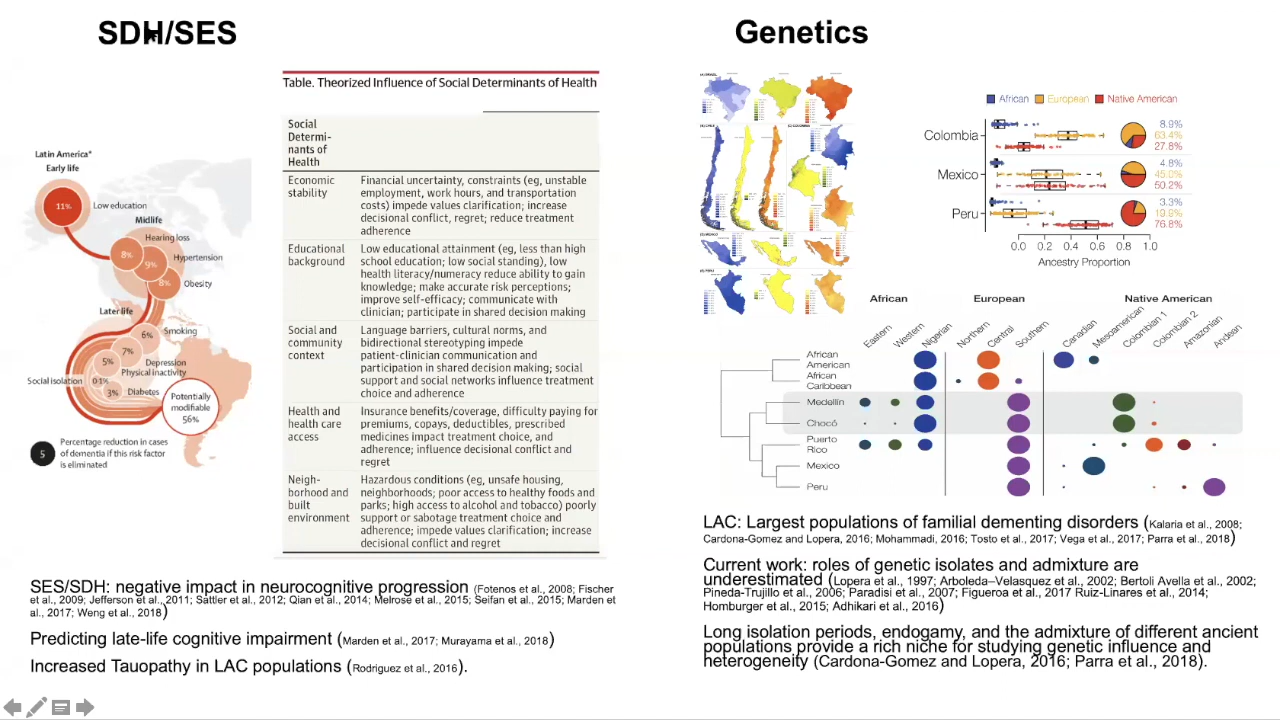 SDH/SES
Genetics
Latin America*
Early life
11%
Low education
Midlife
Hearing loss
8%
9%
Hypertension
8%
Obesity
Later life
6%
Smoking
7%
5%
Depression
Physical inactivity
Social isolation
0·1%
3%
Diabetes
Potentially
modifiable
56%
5
Percentage reduction in cases
of dementia if this risk factor
is eliminated
Table. Theorized Influence of Social Determinants of Health
Social
Determi-
nants of
Health
Economic
stability
Financial uncertainty, constraints (eg, unstable
employment, work hours, and transportation
costs) impede values clarification; increase
decisional conflict, regret; reduce treatment
adherence
Educational
background
Low educational attainment (eg, less than high
school education; low social standing), low
health literacy/numeracy reduce ability to gain
knowledge; make accurate risk perceptions;
improve self-efficacy; communicate with
clinician; participate in shared decision making
Social and
community
context
Language barriers, cultural norms, and
bidirectional stereotyping impede
patient-clinician communication and
participation in shared decision making; social
support and social networks influence treatment
choice and adherence
Health and
health care
access
Insurance benefits/coverage, difficulty paying for
premiums, copays, deductibles, prescribed
medicines impact treatment choice, and
adherence; influence decisional conflict and
regret
Neigh-
borhood and
built
environment
Hazardous conditions (eg, unsafe housing,
neighborhoods; poor access to healthy foods and
parks; high access to alcohol and tobacco) poorly
support or sabotage treatment choice and
adherence; impede values clarification; increase
decisional conflict and regret
SES/SDH: negative impact in neurocognitive progression (Fotenos et al., 2008; Fischer
et al., 2009; Jefferson et al., 2011; Sattler et al., 2012; Qian et al., 2014; Melrose et al., 2015; Seifan et al., 2015; Marden et
al., 2017; Weng et al., 2018)
Predicting late-life cognitive impairment (Marden et al., 2017; Murayama et al., 2018)
Increased Tauopathy in LAC populations (Rodriguez et al., 2016).
African European Native American
Colombia
8.9%
63.4%
27.8%
Mexico
4.8%
45.0%
50.2%
Peru
3.3%
19.9%
76.8%
0.0 0.2 0.4 0.6 0.8 1.0
Ancestry Proportion
African European Native American
Eastern Western Nigerian Northern Central Southern Canadian Mesoamerican Colombian 1 Colombian 2 Amazonian Andean
African
American
African
Caribbean
Medellín
Chocó
Puerto
Rico
Mexico
Peru
LAC: Largest populations of familial dementing disorders (Kalaria et al., 2008;
Cardona-Gomez and Lopera, 2016; Mohammadi, 2016; Tosto et al., 2017; Vega et al., 2017; Parra et al., 2018)
Current work: roles of genetic isolates and admixture are
underestimated (Lopera et al., 1997; Arboleda–Velasquez et al., 2002; Bertoli Avella et al., 2002;
Pineda-Trujillo et al., 2006; Paradisi et al., 2007; Figueroa et al., 2017 Ruiz-Linares et al., 2014;
Homburger et al., 2015; Adhikari et al., 2016)
Long isolation periods, endogamy, and the admixture of different ancient
populations provide a rich niche for studying genetic influence and
heterogeneity (Cardona-Gomez and Lopera, 2016; Parra et al., 2018).